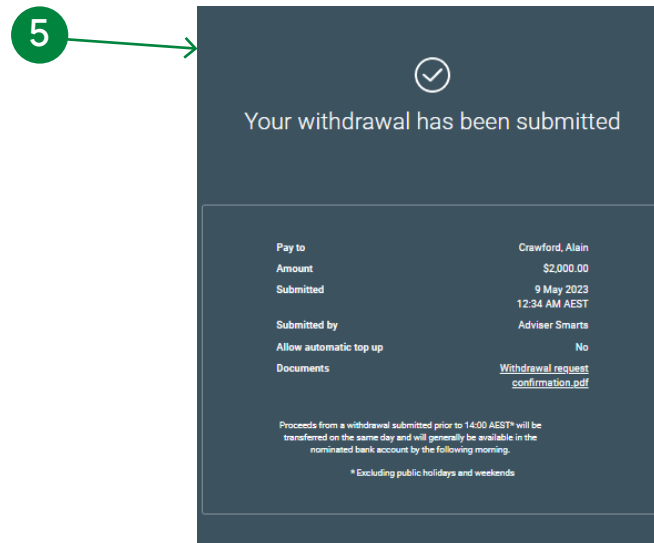 5
Your withdrawal has been submitted
Pay to Crawford, Alain
Amount $2,000.00
Submitted 9 May 2023
12:34 AM AEST
Submitted by Adviser Smarts
Allow automatic top up No
Documents Withdrawal request
confirmation.pdf
Proceeds from a withdrawal submitted prior to 14:00 AEST* will be
transferred on the same day and will generally be available in the
nominated bank account by the following morning.
* Excluding public holidays and weekends